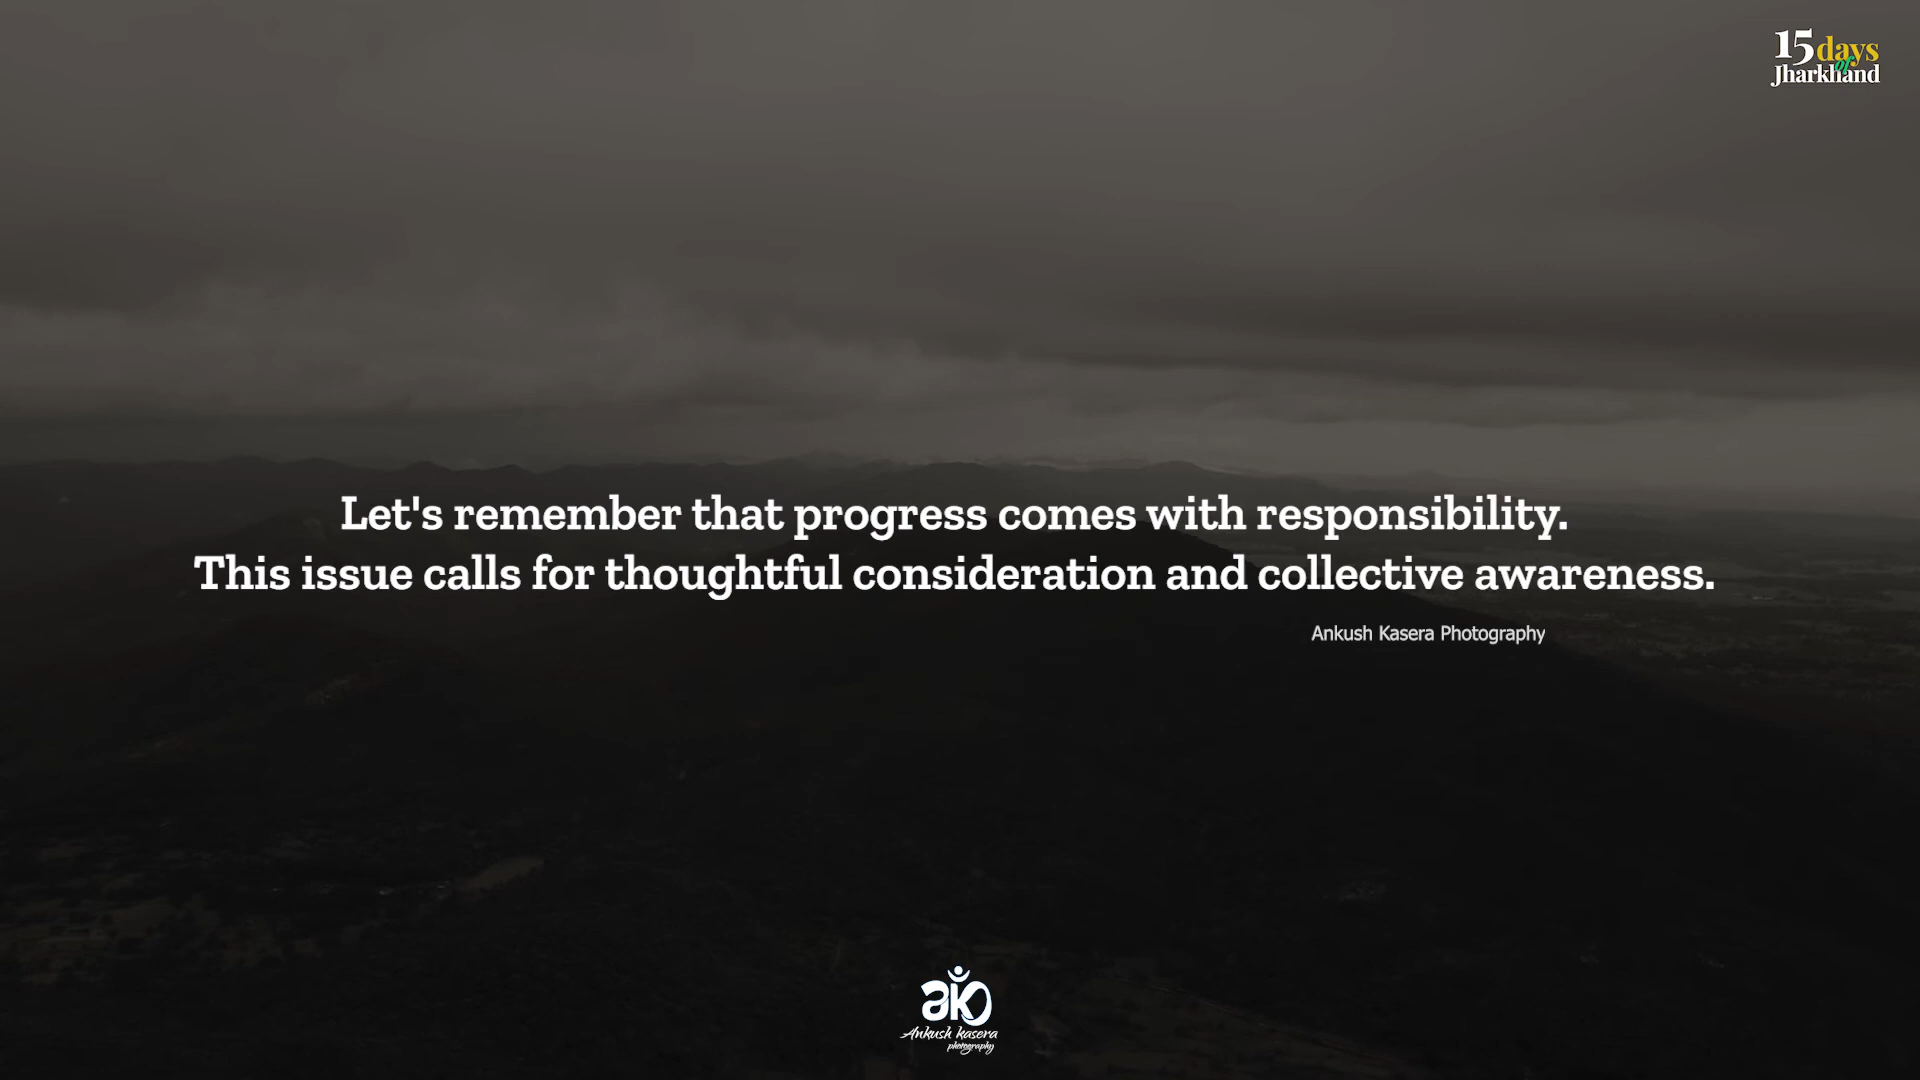 15 days
of
Jharkhand
Let's remember that progress comes with responsibility.
This issue calls for thoughtful consideration and collective awareness.
Ankush Kasera Photography
ak
Ankush kasera
photography